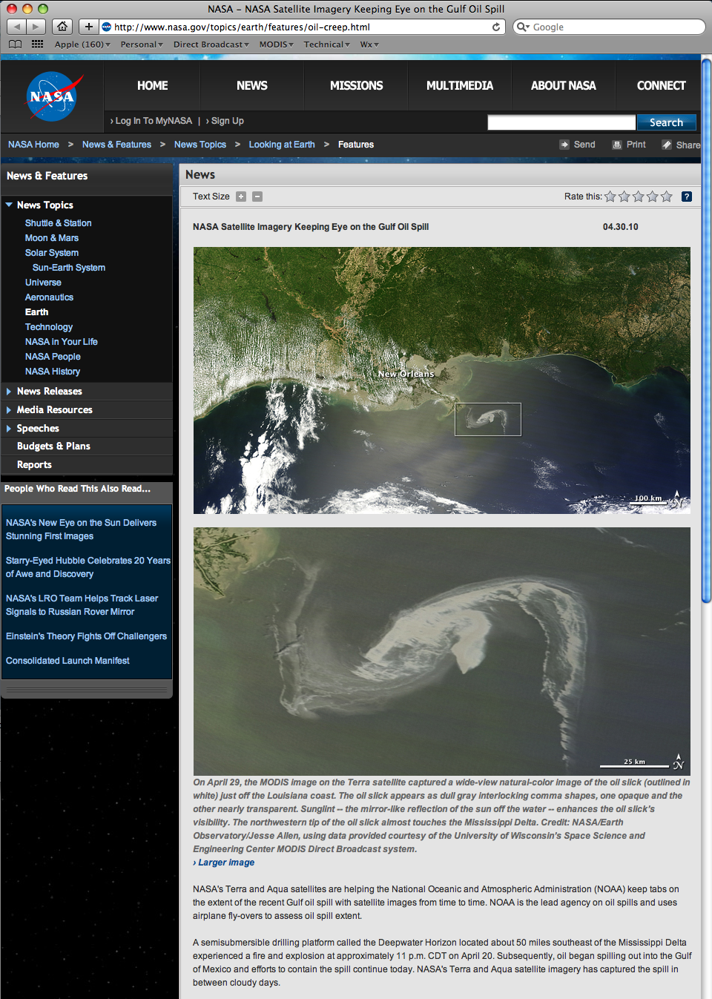 NASA – NASA Satellite Imagery Keeping Eye on the Gulf Oil Spill
http://www.nasa.gov/topics/earth/features/oil-creep.html
Google
Apple (160) Personal Direct Broadcast MODIS Technical Wx
NASA
HOME NEWS MISSIONS MULTIMEDIA ABOUT NASA CONNECT
› Log In To MyNASA | › Sign Up
Search
NASA Home > News & Features > News Topics > Looking at Earth > Features
Send Print Share
News & Features
News Topics
Shuttle & Station
Moon & Mars
Solar System
Sun-Earth System
Universe
Aeronautics
Earth
Technology
NASA in Your Life
NASA People
NASA History
News Releases
Media Resources
Speeches
Budgets & Plans
Reports
People Who Read This Also Read...
NASA's New Eye on the Sun Delivers
Stunning First Images
Starry-Eyed Hubble Celebrates 20 Years
of Awe and Discovery
NASA's LRO Team Helps Track Laser
Signals to Russian Rover Mirror
Einstein's Theory Fights Off Challengers
Consolidated Launch Manifest
News
Text Size + −
Rate this: ?
NASA Satellite Imagery Keeping Eye on the Gulf Oil Spill 04.30.10
New Orleans
100 km N
25 km N
On April 29, the MODIS image on the Terra satellite captured a wide-view natural-color image of the oil slick (outlined in
white) just off the Louisiana coast. The oil slick appears as dull gray interlocking comma shapes, one opaque and the
other nearly transparent. Sunglint -- the mirror-like reflection of the sun off the water -- enhances the oil slick's
visibility. The northwestern tip of the oil slick almost touches the Mississippi Delta. Credit: NASA/Earth
Observatory/Jesse Allen, using data provided courtesy of the University of Wisconsin's Space Science and
Engineering Center MODIS Direct Broadcast system.
› Larger image
NASA's Terra and Aqua satellites are helping the National Oceanic and Atmospheric Administration (NOAA) keep tabs on
the extent of the recent Gulf oil spill with satellite images from time to time. NOAA is the lead agency on oil spills and uses
airplane fly-overs to assess oil spill extent.
A semisubmersible drilling platform called the Deepwater Horizon located about 50 miles southeast of the Mississippi Delta
experienced a fire and explosion at approximately 11 p.m. CDT on April 20. Subsequently, oil began spilling out into the Gulf
of Mexico and efforts to contain the spill continue today. NASA's Terra and Aqua satellite imagery has captured the spill in
between cloudy days.